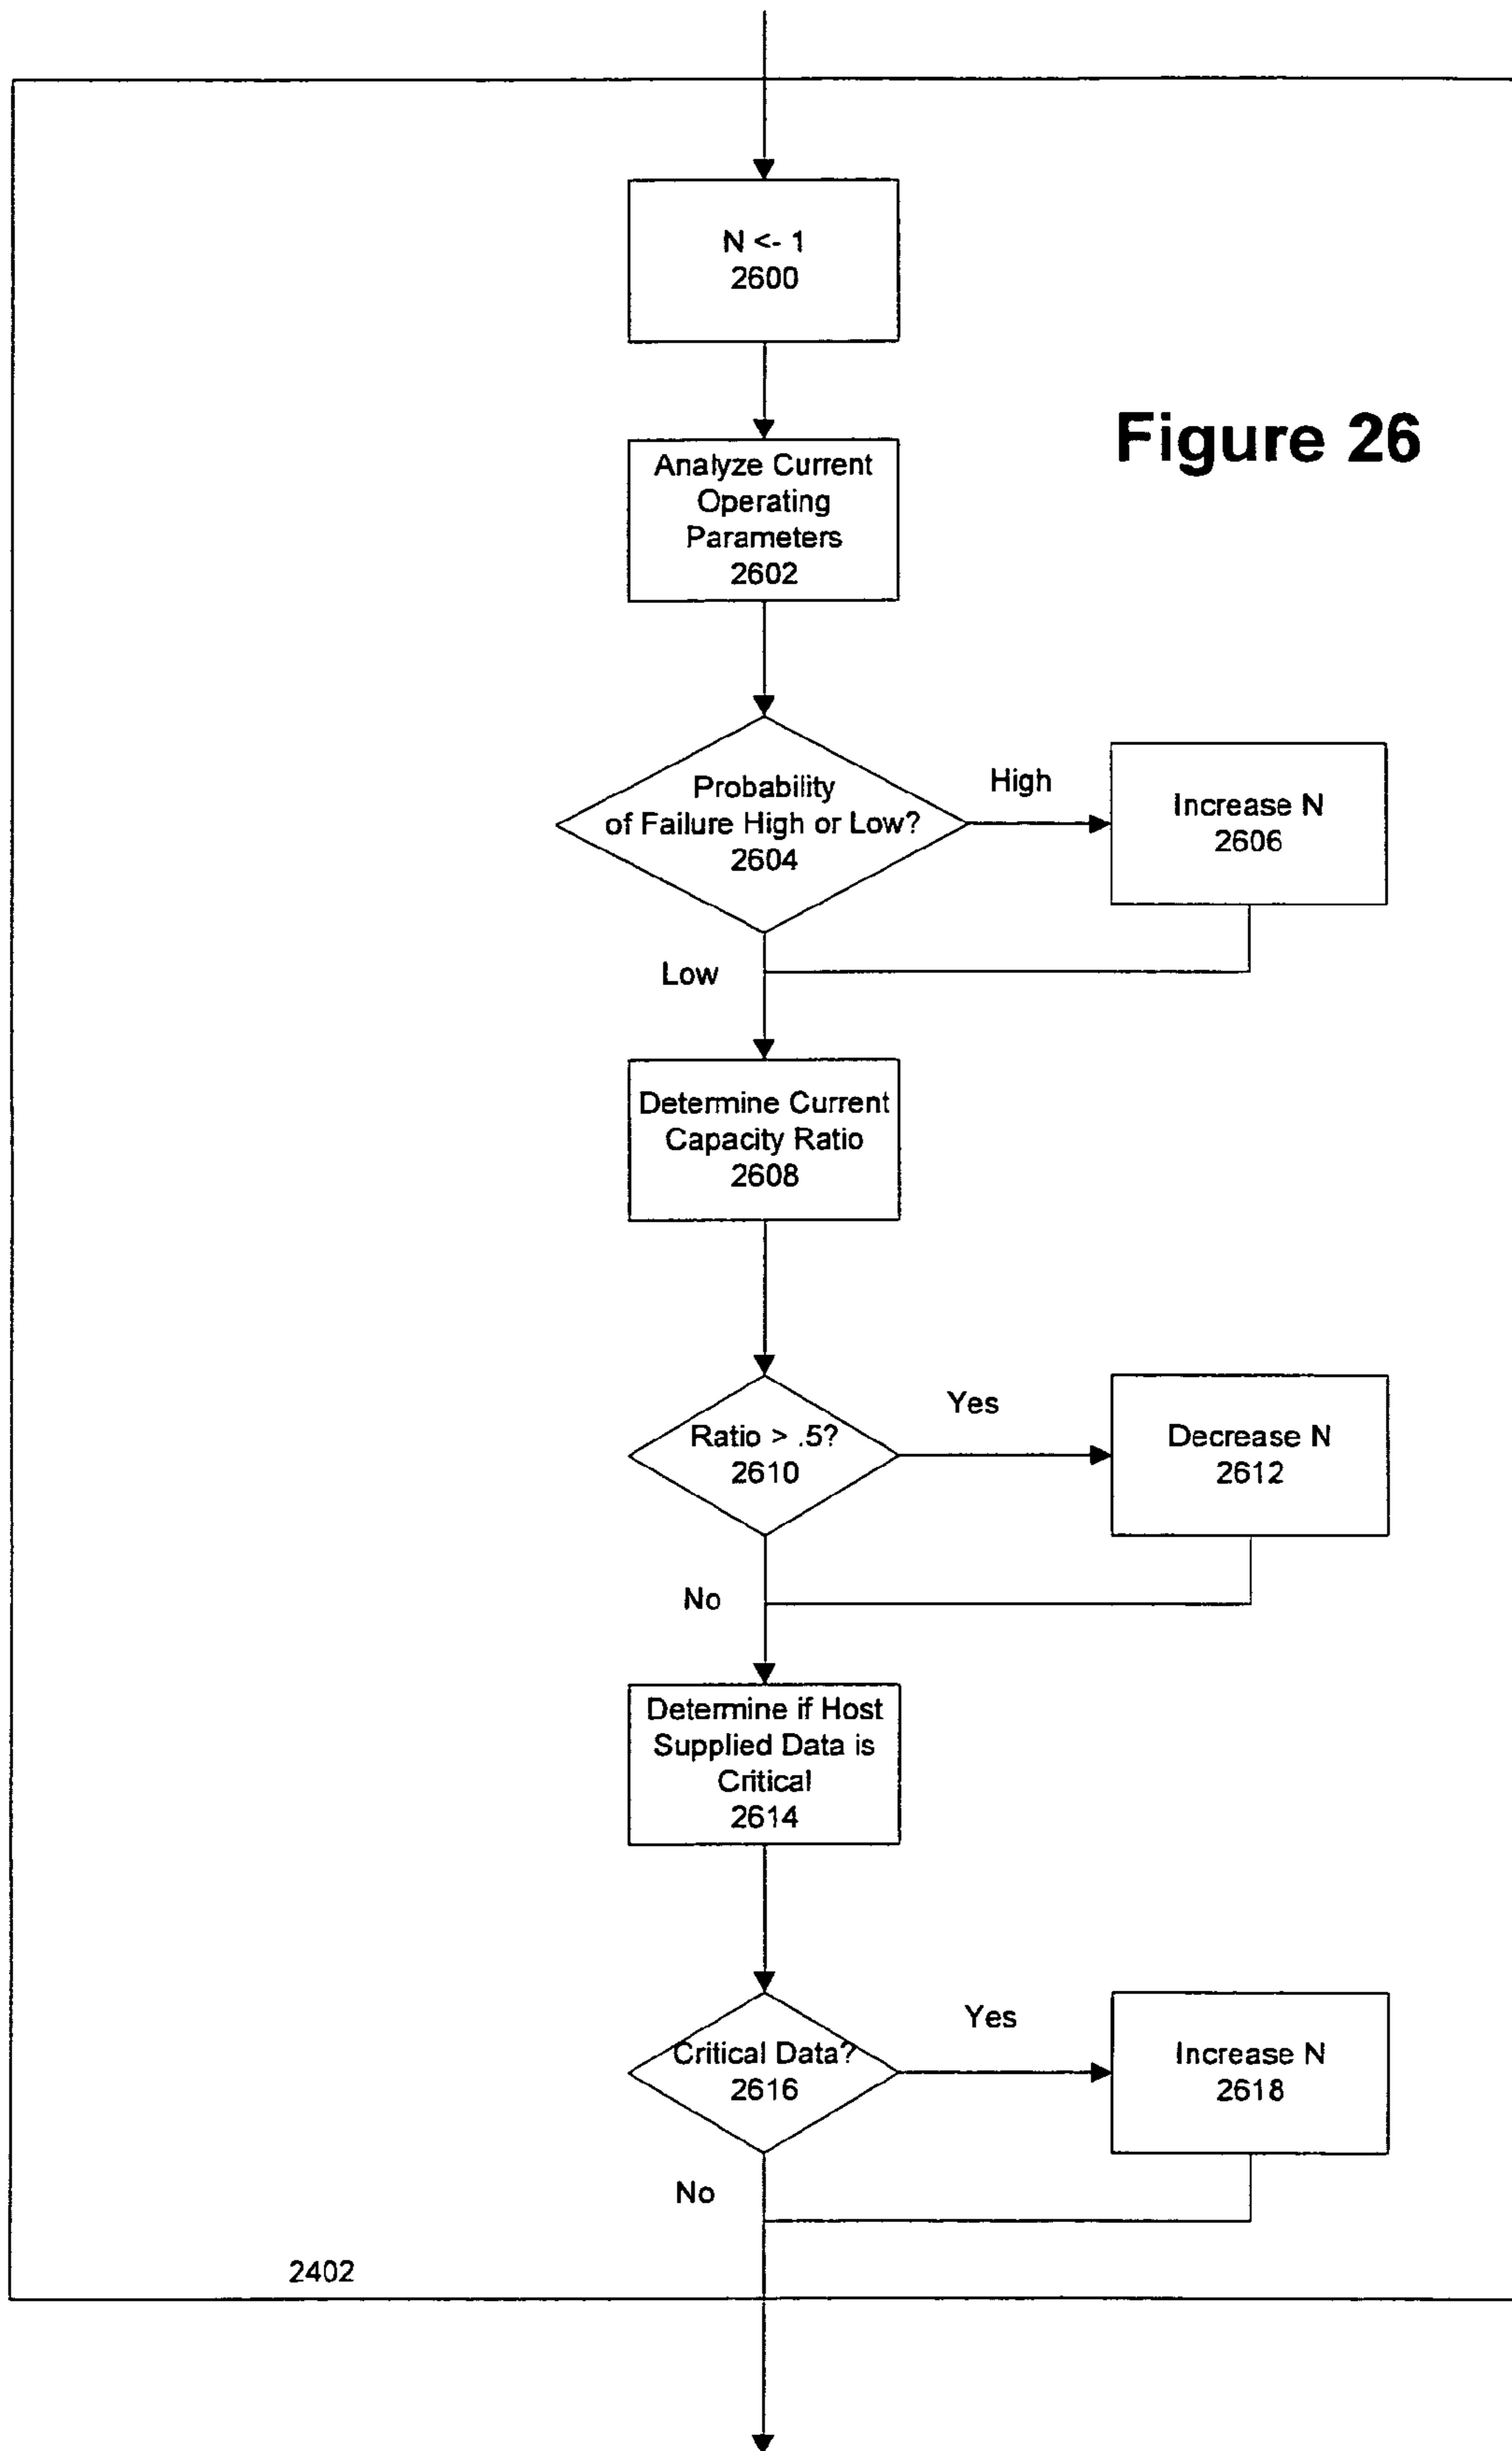 N <- 1
2600
Figure 26
Analyze Current
Operating
Parameters
2602
Probability
of Failure High or Low?
2604
High
Increase N
2606
Low
Determine Current
Capacity Ratio
2608
Ratio > .5?
2610
Yes
Decrease N
2612
No
Determine if Host
Supplied Data is
Critical
2614
Critical Data?
2616
Yes
Increase N
2618
No
2402